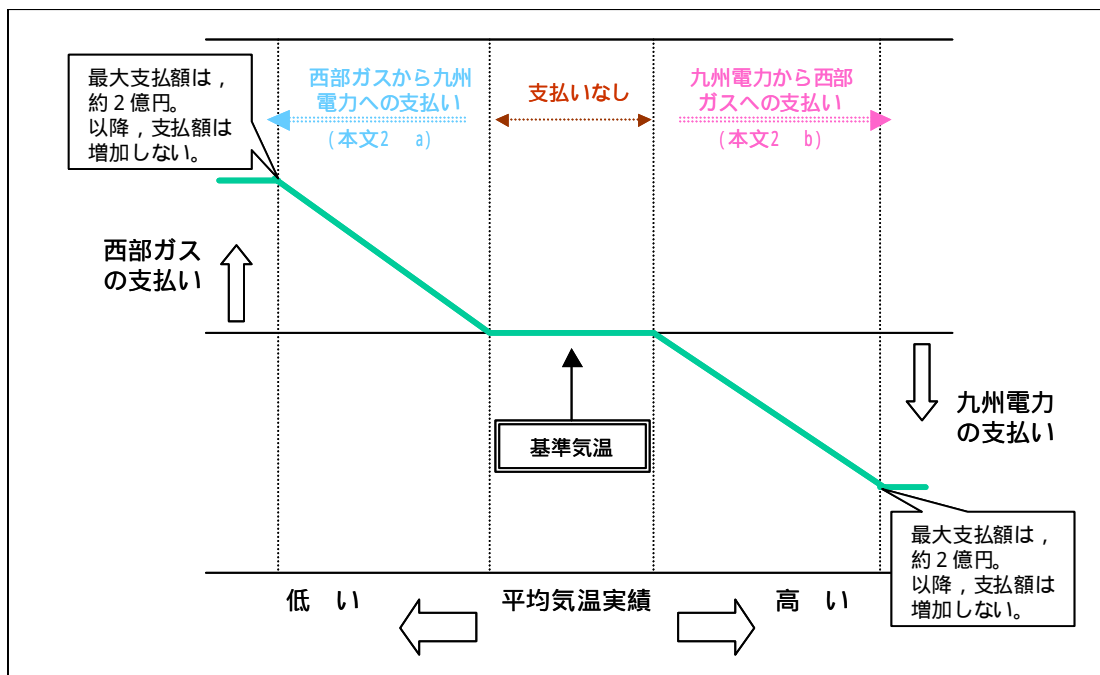 最大支払額は，
約２億円。
以降，支払額は
増加しない。
西部ガスから九州
電力への支払い
(本文2 a)
支払いなし
九州電力から西部
ガスへの支払い
(本文2 b)
西部ガス
の支払い
基準気温
九州電力
の支払い
最大支払額は，
約２億円。
以降，支払額は
増加しない。
低 い
平均気温実績
高 い